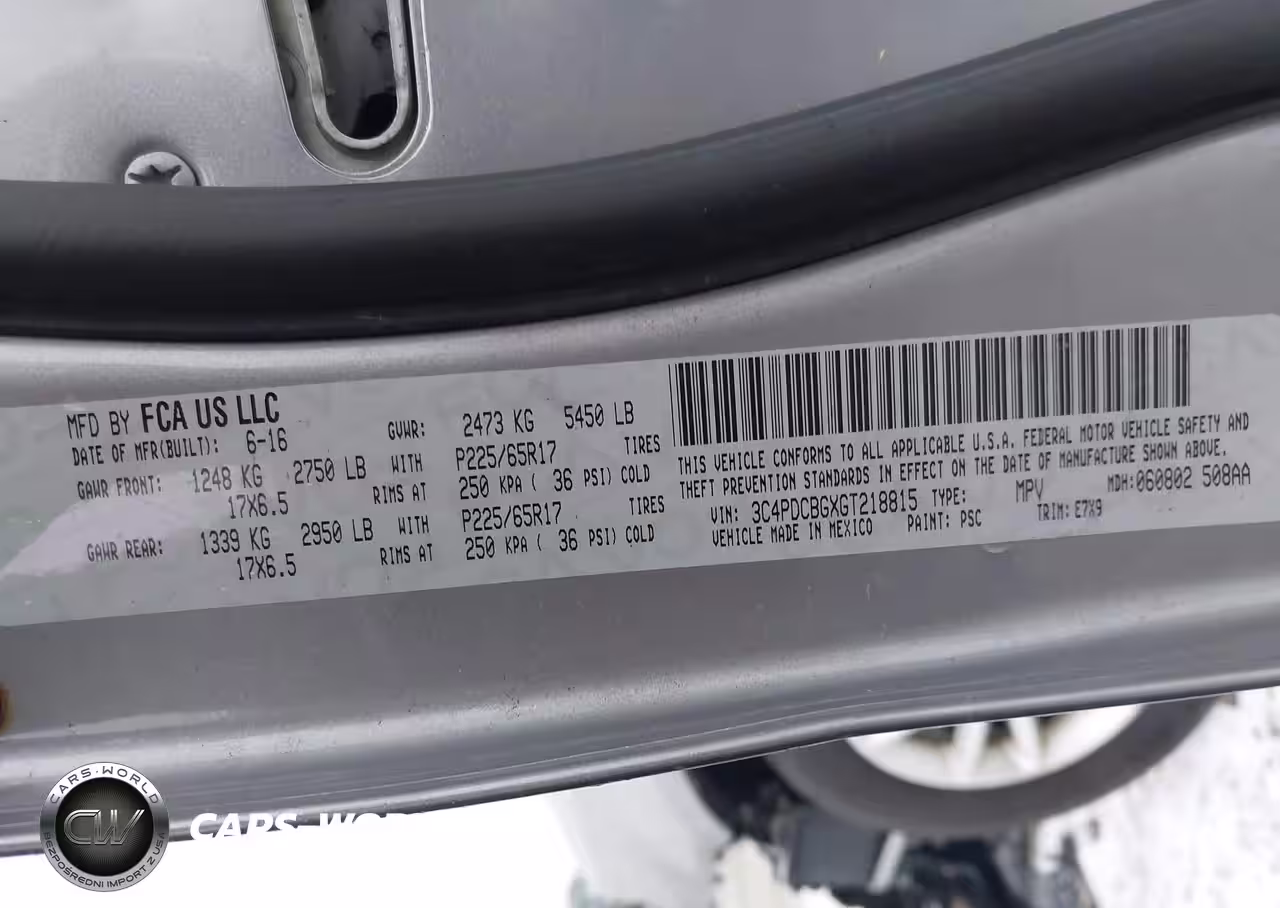 MFD BY FCA US LLC
DATE OF MFR(BUILT): 6-16 GVWR: 2473 KG 5450 LB
GAWR FRONT: 1248 KG 2750 LB WITH P225/65R17 TIRES
17X6.5 RIMS AT 250 KPA ( 36 PSI) COLD
GAWR REAR: 1339 KG 2950 LB WITH P225/65R17 TIRES
17X6.5 RIMS AT 250 KPA ( 36 PSI) COLD
THIS VEHICLE CONFORMS TO ALL APPLICABLE U.S.A. FEDERAL MOTOR VEHICLE SAFETY AND
THEFT PREVENTION STANDARDS IN EFFECT ON THE DATE OF MANUFACTURE SHOWN ABOVE.
VIN: 3C4PDCBGXGT218815 TYPE: MPV MDH:060802 508AA
VEHICLE MADE IN MEXICO PAINT: PSC TRIM: E7X9
CARS-WORLD
CW
BEZPOŚREDNI IMPORT Z USA